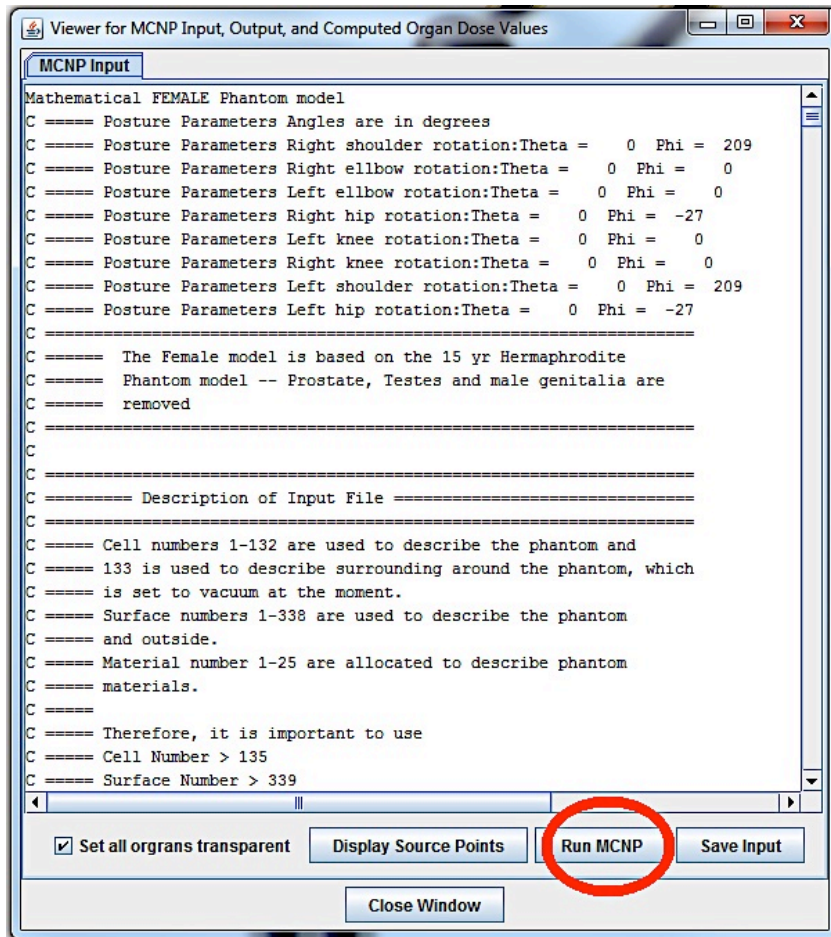 Viewer for MCNP Input, Output, and Computed Organ Dose Values
MCNP Input
Mathematical FEMALE Phantom model
C ===== Posture Parameters Angles are in degrees
C ===== Posture Parameters Right shoulder rotation:Theta =    0  Phi =  209
C ===== Posture Parameters Right ellbow rotation:Theta =    0  Phi =    0
C ===== Posture Parameters Left ellbow rotation:Theta =    0  Phi =    0
C ===== Posture Parameters Right hip rotation:Theta =    0  Phi =  -27
C ===== Posture Parameters Left knee rotation:Theta =    0  Phi =    0
C ===== Posture Parameters Right knee rotation:Theta =    0  Phi =    0
C ===== Posture Parameters Left shoulder rotation:Theta =    0  Phi =  209
C ===== Posture Parameters Left hip rotation:Theta =    0  Phi =  -27
C ===================================================================
C ======  The Female model is based on the 15 yr Hermaphrodite
C ======  Phantom model -- Prostate, Testes and male genitalia are
C ======  removed
C ===================================================================
C
C ===================================================================
C ========= Description of Input File ===============================
C ===================================================================
C ===== Cell numbers 1-132 are used to describe the phantom and
C ===== 133 is used to describe surrounding around the phantom, which
C ===== is set to vacuum at the moment.
C ===== Surface numbers 1-338 are used to describe the phantom
C ===== and outside.
C ===== Material number 1-25 are allocated to describe phantom
C ===== materials.
C =====
C ===== Therefore, it is important to use
C ===== Cell Number > 135
C ===== Surface Number > 339
Set all orgrans transparent
Display Source Points
Run MCNP
Save Input
Close Window